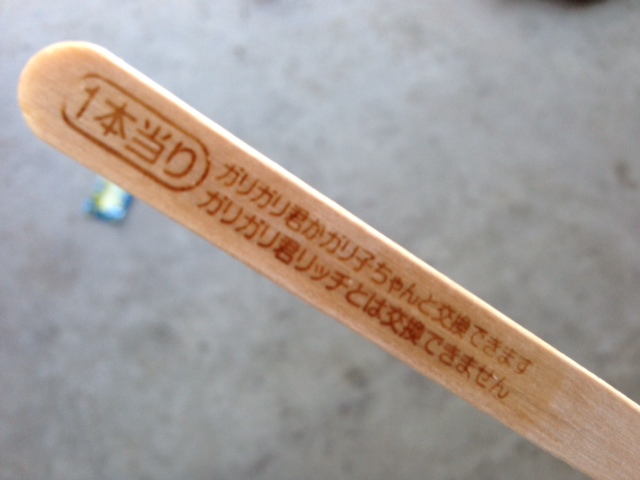 1本当り
ガリガリ君かガリ子ちゃんと交換できます
ガリガリ君リッチとは交換できません